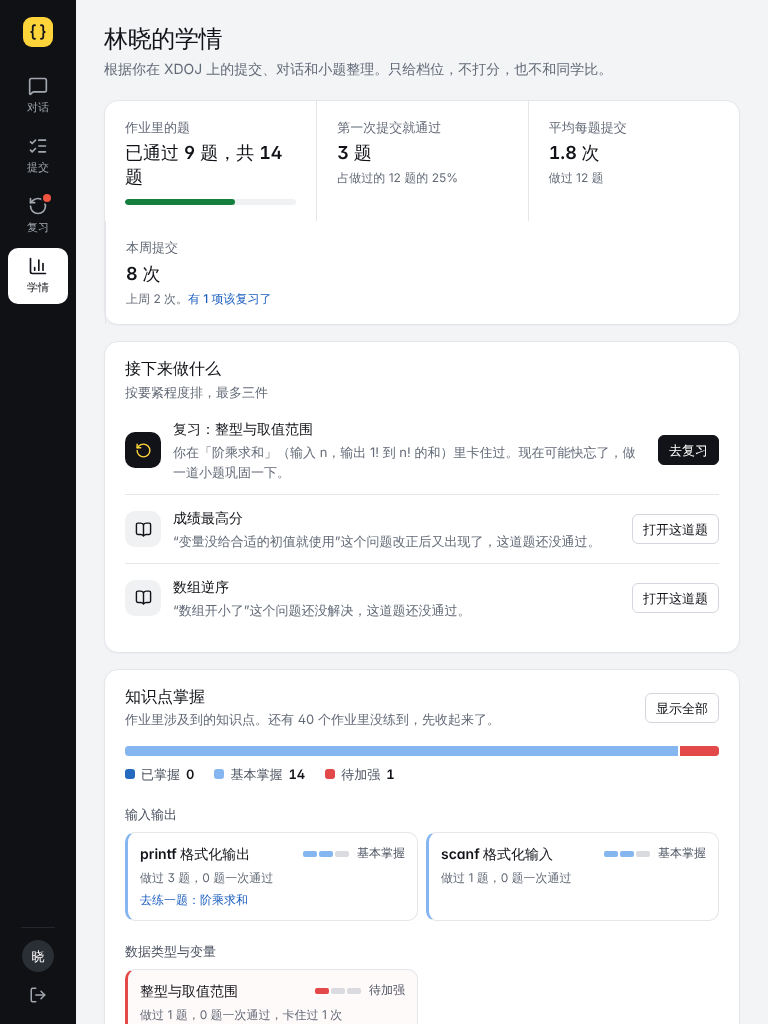 {}
对话
提交
复习
学情
晓
林晓的学情
根据你在 XDOJ 上的提交、对话和小题整理。只给档位，不打分，也不和同学比。
作业里的题
已通过 9 题，共 14
题
第一次提交就通过
3 题
占做过的 12 题的 25%
平均每题提交
1.8 次
做过 12 题
本周提交
8 次
上周 2 次。有 1 项该复习了
接下来做什么
按要紧程度排，最多三件
复习：整型与取值范围
你在「阶乘求和」（输入 n，输出 1! 到 n! 的和）里卡住过。现在可能快忘了，做
一道小题巩固一下。
去复习
成绩最高分
“变量没给合适的初值就使用”这个问题改正后又出现了，这道题还没通过。
打开这道题
数组逆序
“数组开小了”这个问题还没解决，这道题还没通过。
打开这道题
知识点掌握
作业里涉及到的知识点。还有 40 个作业里没练到，先收起来了。
显示全部
已掌握 0 基本掌握 14 待加强 1
输入输出
printf 格式化输出 基本掌握
做过 3 题，0 题一次通过
去练一题：阶乘求和
scanf 格式化输入 基本掌握
做过 1 题，0 题一次通过
数据类型与变量
整型与取值范围 待加强
做过 1 题，0 题一次通过，卡住过 1 次